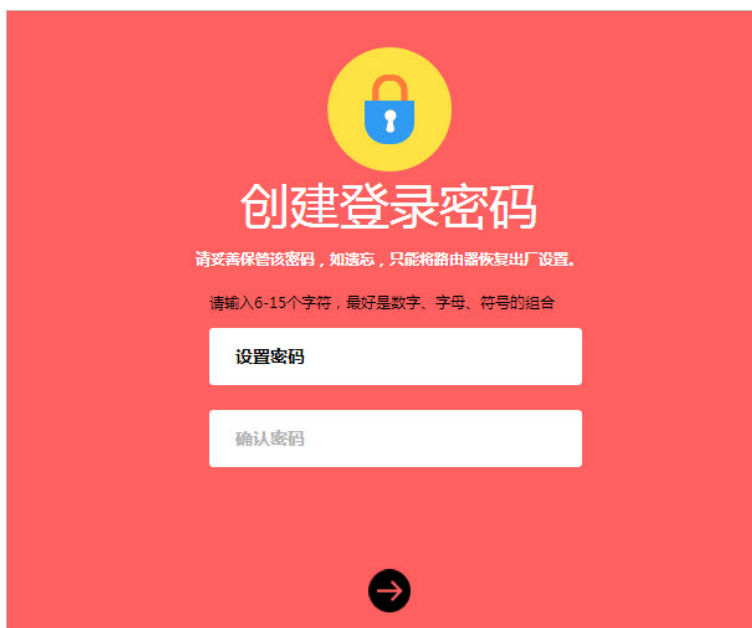 创建登录密码
请妥善保管该密码，如遗忘，只能将路由器恢复出厂设置。
请输入6-15个字符，最好是数字、字母、符号的组合
设置密码
确认密码